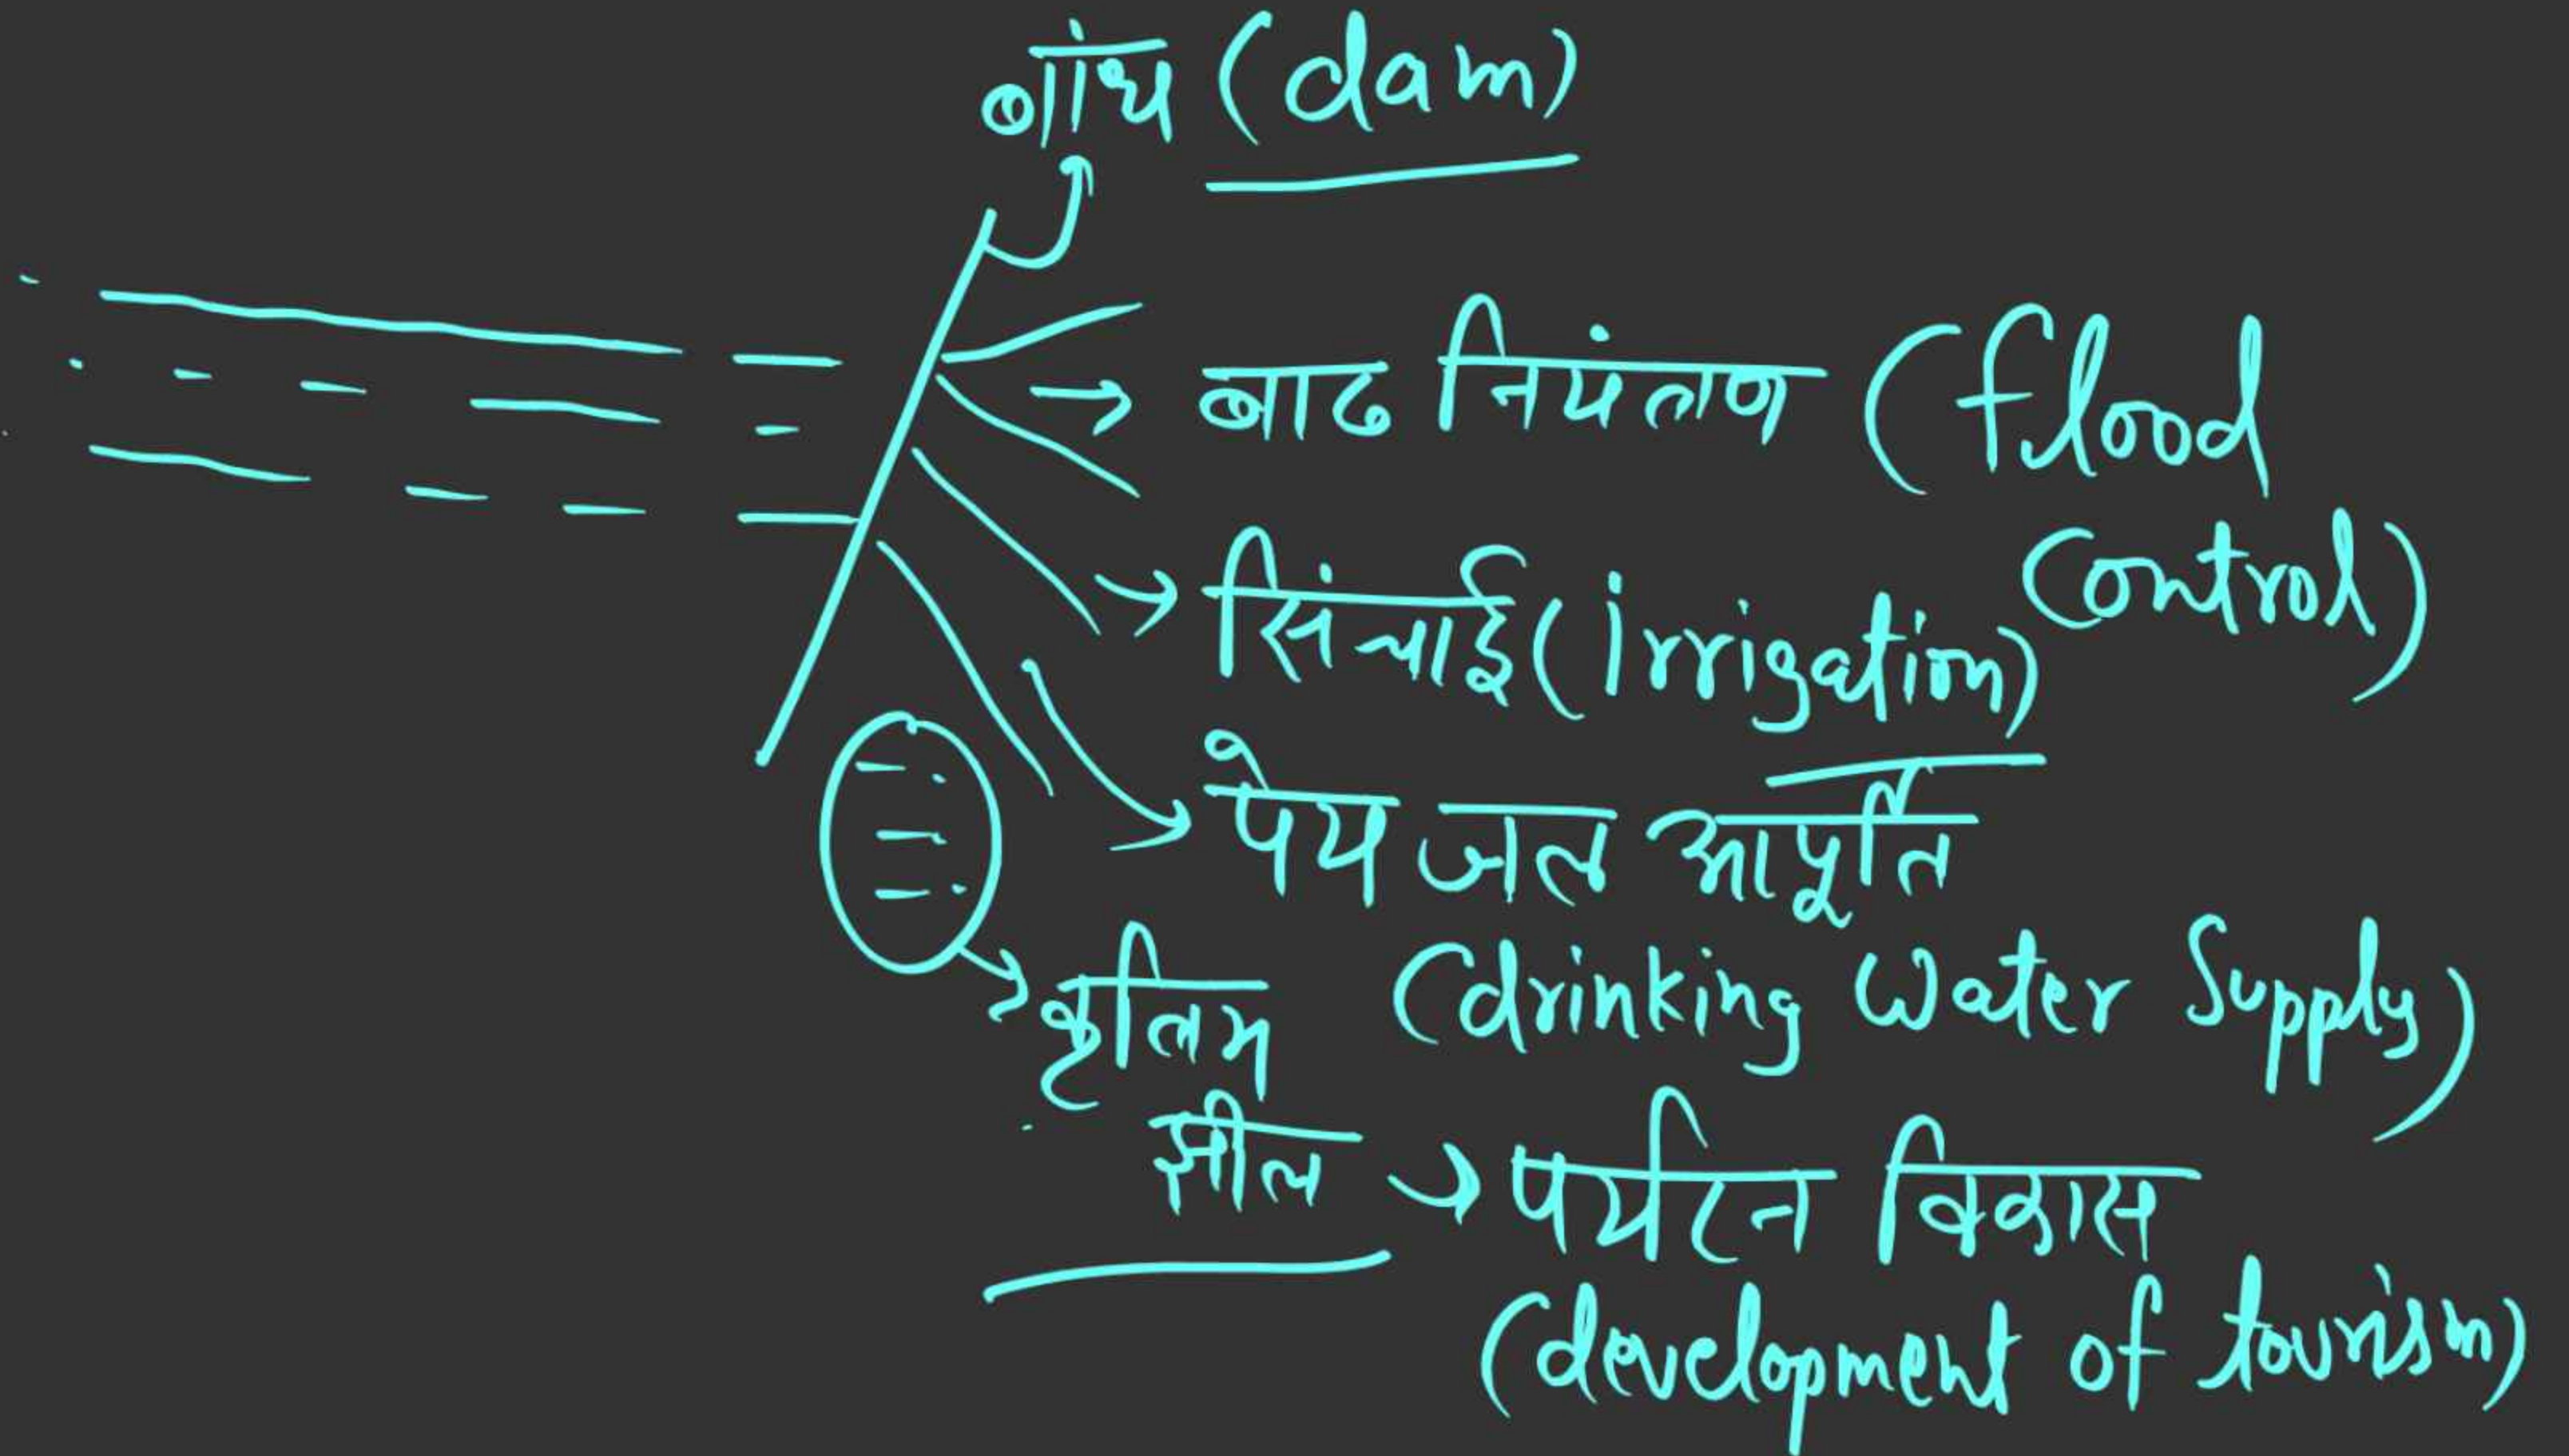 बांध (dam)
बाढ नियंत्रण (flood
control)
सिंचाई (irrigation)
पेय जल आपूर्ति
(drinking water supply)
कृत्रिम
झील → पर्यटन विकास
(development of tourism)